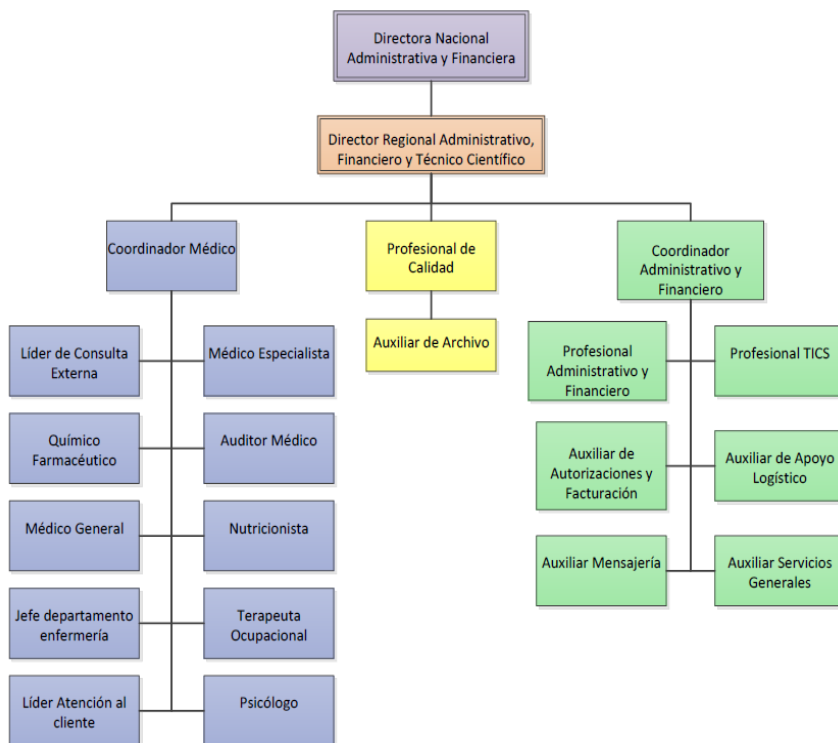 Directora Nacional
Administrativa y Financiera
Director Regional Administrativo,
Financiero y Técnico Científico
Coordinador Médico
Profesional de
Calidad
Coordinador
Administrativo y
Financiero
Líder de Consulta
Externa
Médico Especialista
Auxiliar de Archivo
Profesional
Administrativo y
Financiero
Profesional TICS
Químico
Farmacéutico
Auditor Médico
Auxiliar de
Autorizaciones y
Facturación
Auxiliar de Apoyo
Logístico
Médico General
Nutricionista
Auxiliar Mensajería
Auxiliar Servicios
Generales
Jefe departamento
enfermería
Terapeuta
Ocupacional
Líder Atención al
cliente
Psicólogo